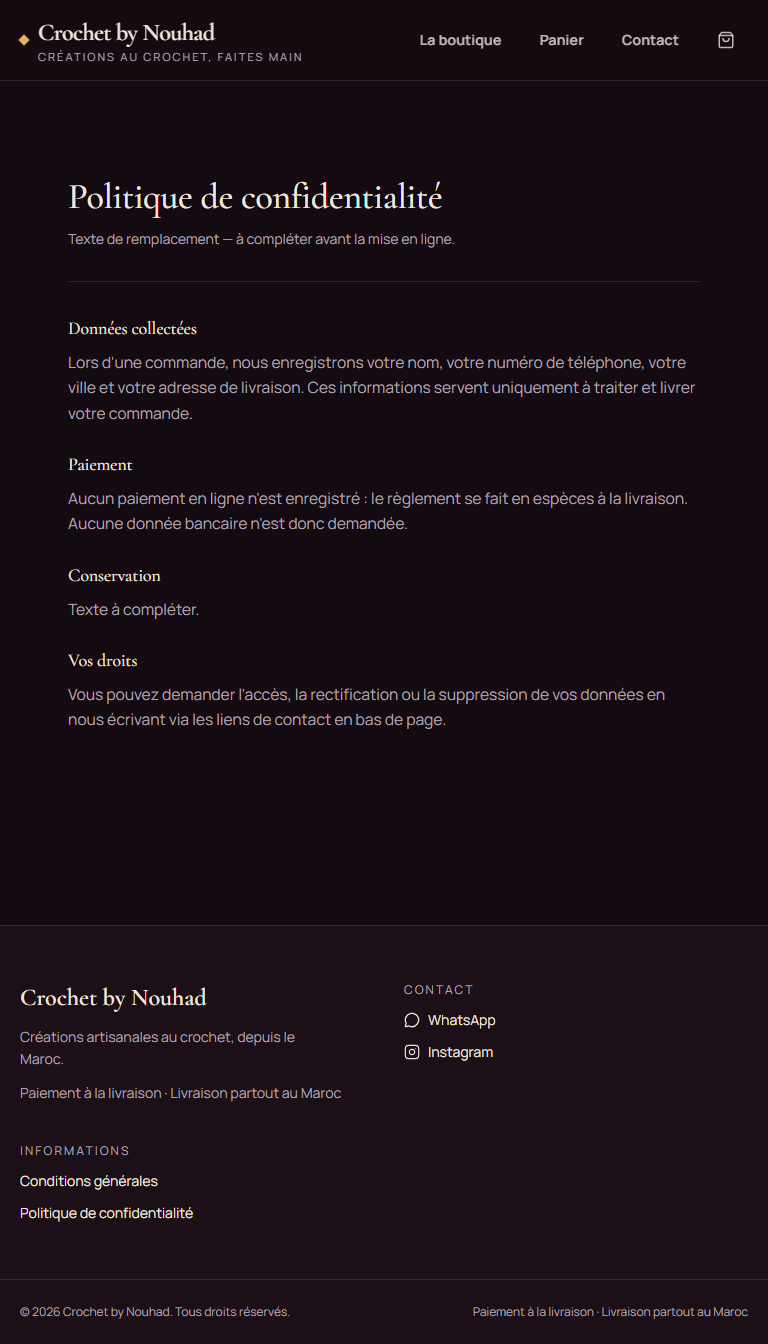 Crochet by Nouhad
CRÉATIONS AU CROCHET, FAITES MAIN
La boutique
Panier
Contact
Politique de confidentialité
Texte de remplacement — à compléter avant la mise en ligne.
Données collectées
Lors d'une commande, nous enregistrons votre nom, votre numéro de téléphone, votre
ville et votre adresse de livraison. Ces informations servent uniquement à traiter et livrer
votre commande.
Paiement
Aucun paiement en ligne n'est enregistré : le règlement se fait en espèces à la livraison.
Aucune donnée bancaire n'est donc demandée.
Conservation
Texte à compléter.
Vos droits
Vous pouvez demander l'accès, la rectification ou la suppression de vos données en
nous écrivant via les liens de contact en bas de page.
Crochet by Nouhad
Créations artisanales au crochet, depuis le
Maroc.
Paiement à la livraison · Livraison partout au Maroc
CONTACT
WhatsApp
Instagram
INFORMATIONS
Conditions générales
Politique de confidentialité
© 2026 Crochet by Nouhad. Tous droits réservés.
Paiement à la livraison · Livraison partout au Maroc